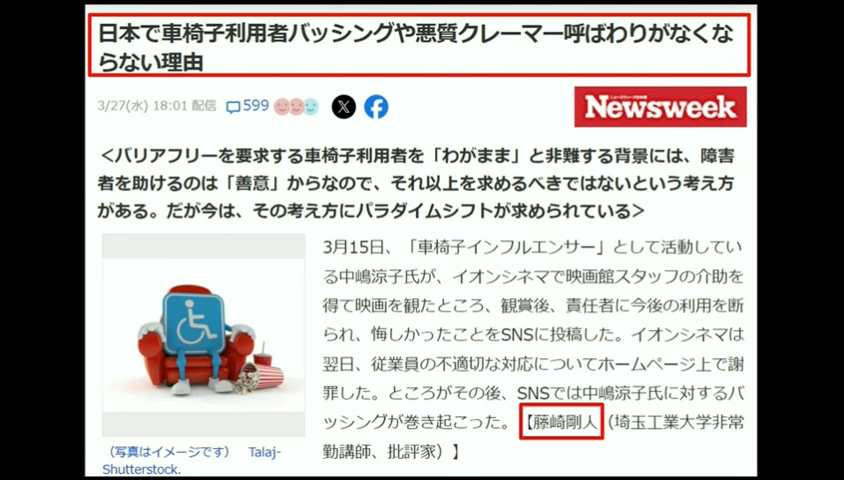 日本で車椅子利用者バッシングや悪質クレーマー呼ばわりがなくな
らない理由
3/27(水) 18:01 配信
599
X
f
Newsweek
<バリアフリーを要求する車椅子利用者を「わがまま」と非難する背景には、障害
者を助けるのは「善意」からなので、それ以上を求めるべきではないという考え方
がある。だが今は、その考え方にパラダイムシフトが求められている>
3月15日、「車椅子インフルエンサー」として活動してい
る中嶋涼子氏が、イオンシネマで映画館スタッフの介助を
得て映画を観たところ、観賞後、責任者に今後の利用を断
られ、悔しかったことをSNSに投稿した。イオンシネマは
翌日、従業員の不適切な対応についてホームページ上で謝
罪した。ところがその後、SNSでは中嶋涼子氏に対するバ
ッシングが巻き起こった。【藤崎剛人(埼玉工業大学非常
勤講師、批評家)】
(写真はイメージです) Talaj-
Shutterstock.